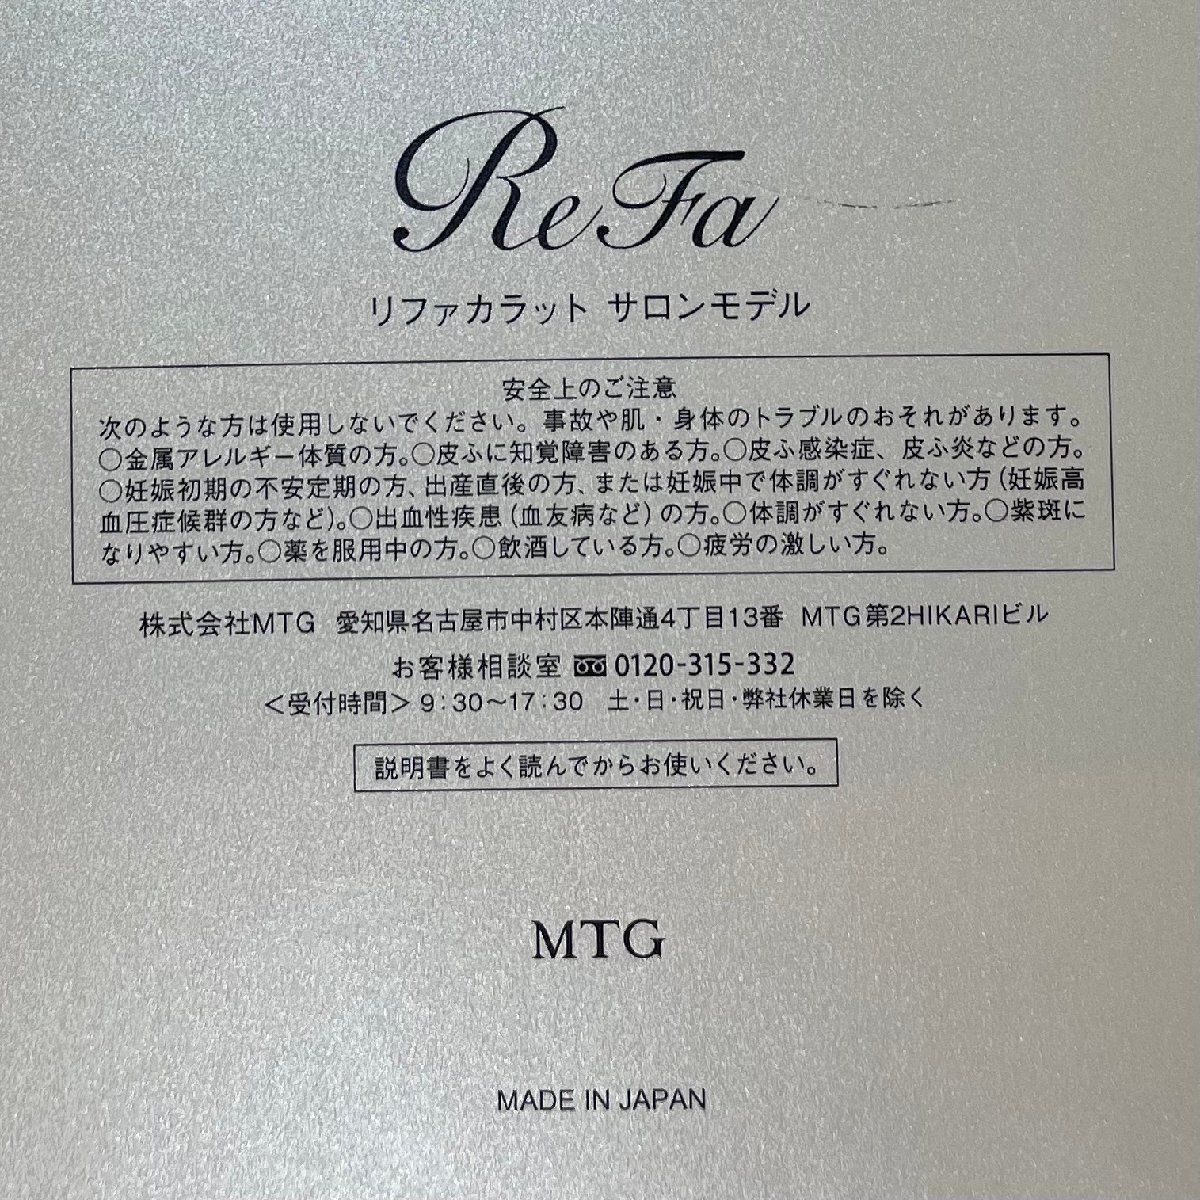 ReFa
リファカラット サロンモデル
安全上のご注意
次のような方は使用しないでください。事故や肌・身体のトラブルのおそれがあります。
○金属アレルギー体質の方。○皮ふに知覚障害のある方。○皮ふ感染症、皮ふ炎などの方。
○妊娠初期の不安定期の方、出産直後の方、または妊娠中で体調がすぐれない方(妊娠高
血圧症候群の方など)。○出血性疾患(血友病など)の方。○体調がすぐれない方。○紫斑に
なりやすい方。○薬を服用中の方。○飲酒している方。○疲労の激しい方。
株式会社MTG 愛知県名古屋市中村区本陣通4丁目13番 MTG第2HIKARIビル
お客様相談室 0120-315-332
<受付時間> 9:30〜17:30 土・日・祝日・弊社休業日を除く
説明書をよく読んでからお使いください。
MTG
MADE IN JAPAN